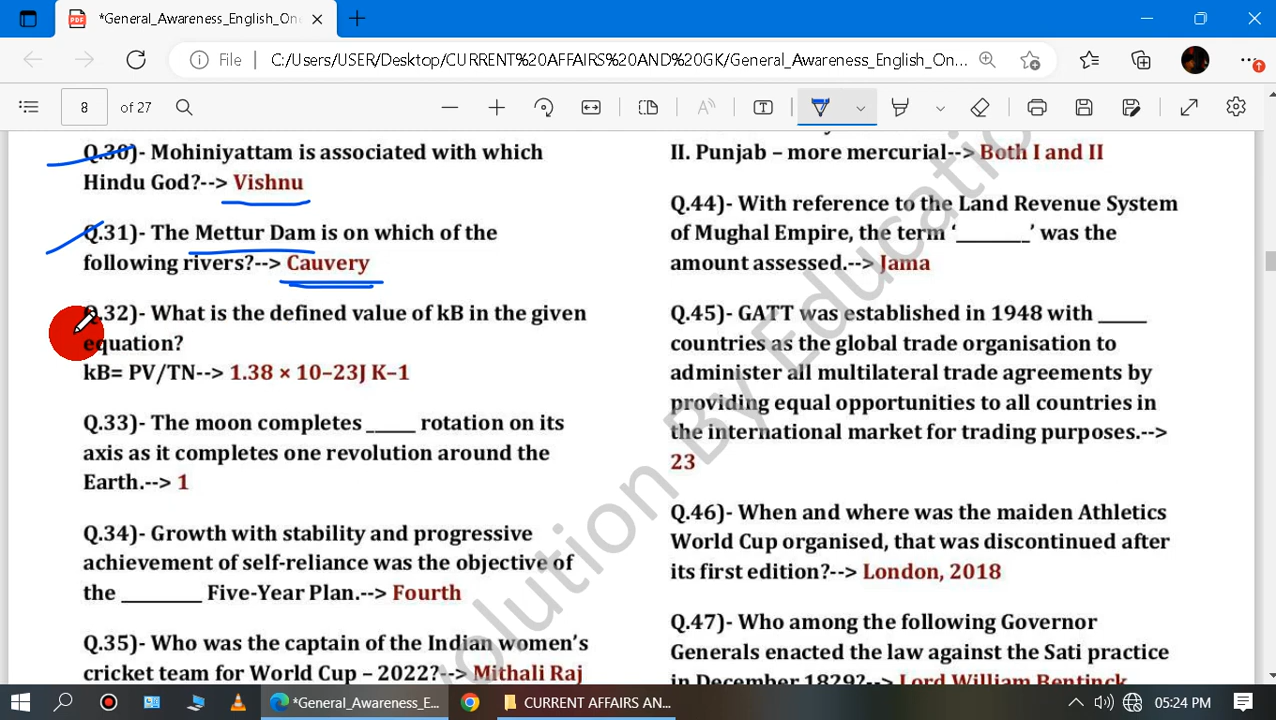 *General_Awareness_English_On
File
C:/Users/USER/Desktop/CURRENT%20AFFAIRS%20AND%20GK/General_Awareness_English_On...
8 of 27
Q.30)- Mohiniyattam is associated with which
Hindu God?--> Vishnu
Q.31)- The Mettur Dam is on which of the
following rivers?--> Cauvery
Q.32)- What is the defined value of kB in the given
equation?
kB= PV/TN--> 1.38 × 10–23J K–1
Q.33)- The moon completes _____ rotation on its
axis as it completes one revolution around the
Earth.--> 1
Q.34)- Growth with stability and progressive
achievement of self-reliance was the objective of
the ________ Five-Year Plan.--> Fourth
Q.35)- Who was the captain of the Indian women's
cricket team for World Cup – 2022?--> Mithali Raj
II. Punjab – more mercurial--> Both I and II
Q.44)- With reference to the Land Revenue System
of Mughal Empire, the term ‘_______’ was the
amount assessed.--> Jama
Q.45)- GATT was established in 1948 with _____
countries as the global trade organisation to
administer all multilateral trade agreements by
providing equal opportunities to all countries in
the international market for trading purposes.-->
23
Q.46)- When and where was the maiden Athletics
World Cup organised, that was discontinued after
its first edition?--> London, 2018
Q.47)- Who among the following Governor
Generals enacted the law against the Sati practice
in December 1829?--> Lord William Bentinck
olution By Educatio
*General_Awareness_E...
CURRENT AFFAIRS AN...
05:24 PM